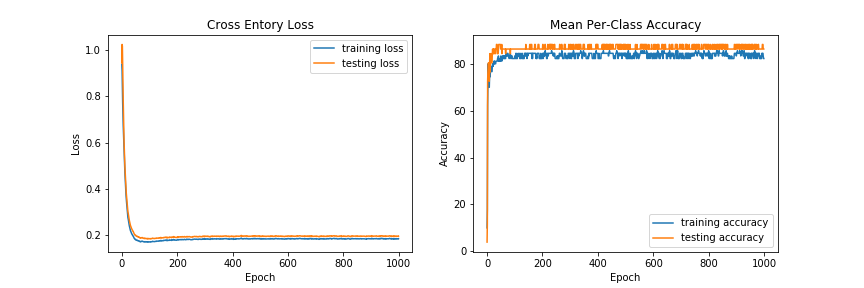 Cross Entory Loss
training loss
testing loss
Loss
1.0
0.8
0.6
0.4
0.2
0 200 400 600 800 1000
Epoch
Mean Per-Class Accuracy
Accuracy
80
60
40
20
0
training accuracy
testing accuracy
0 200 400 600 800 1000
Epoch